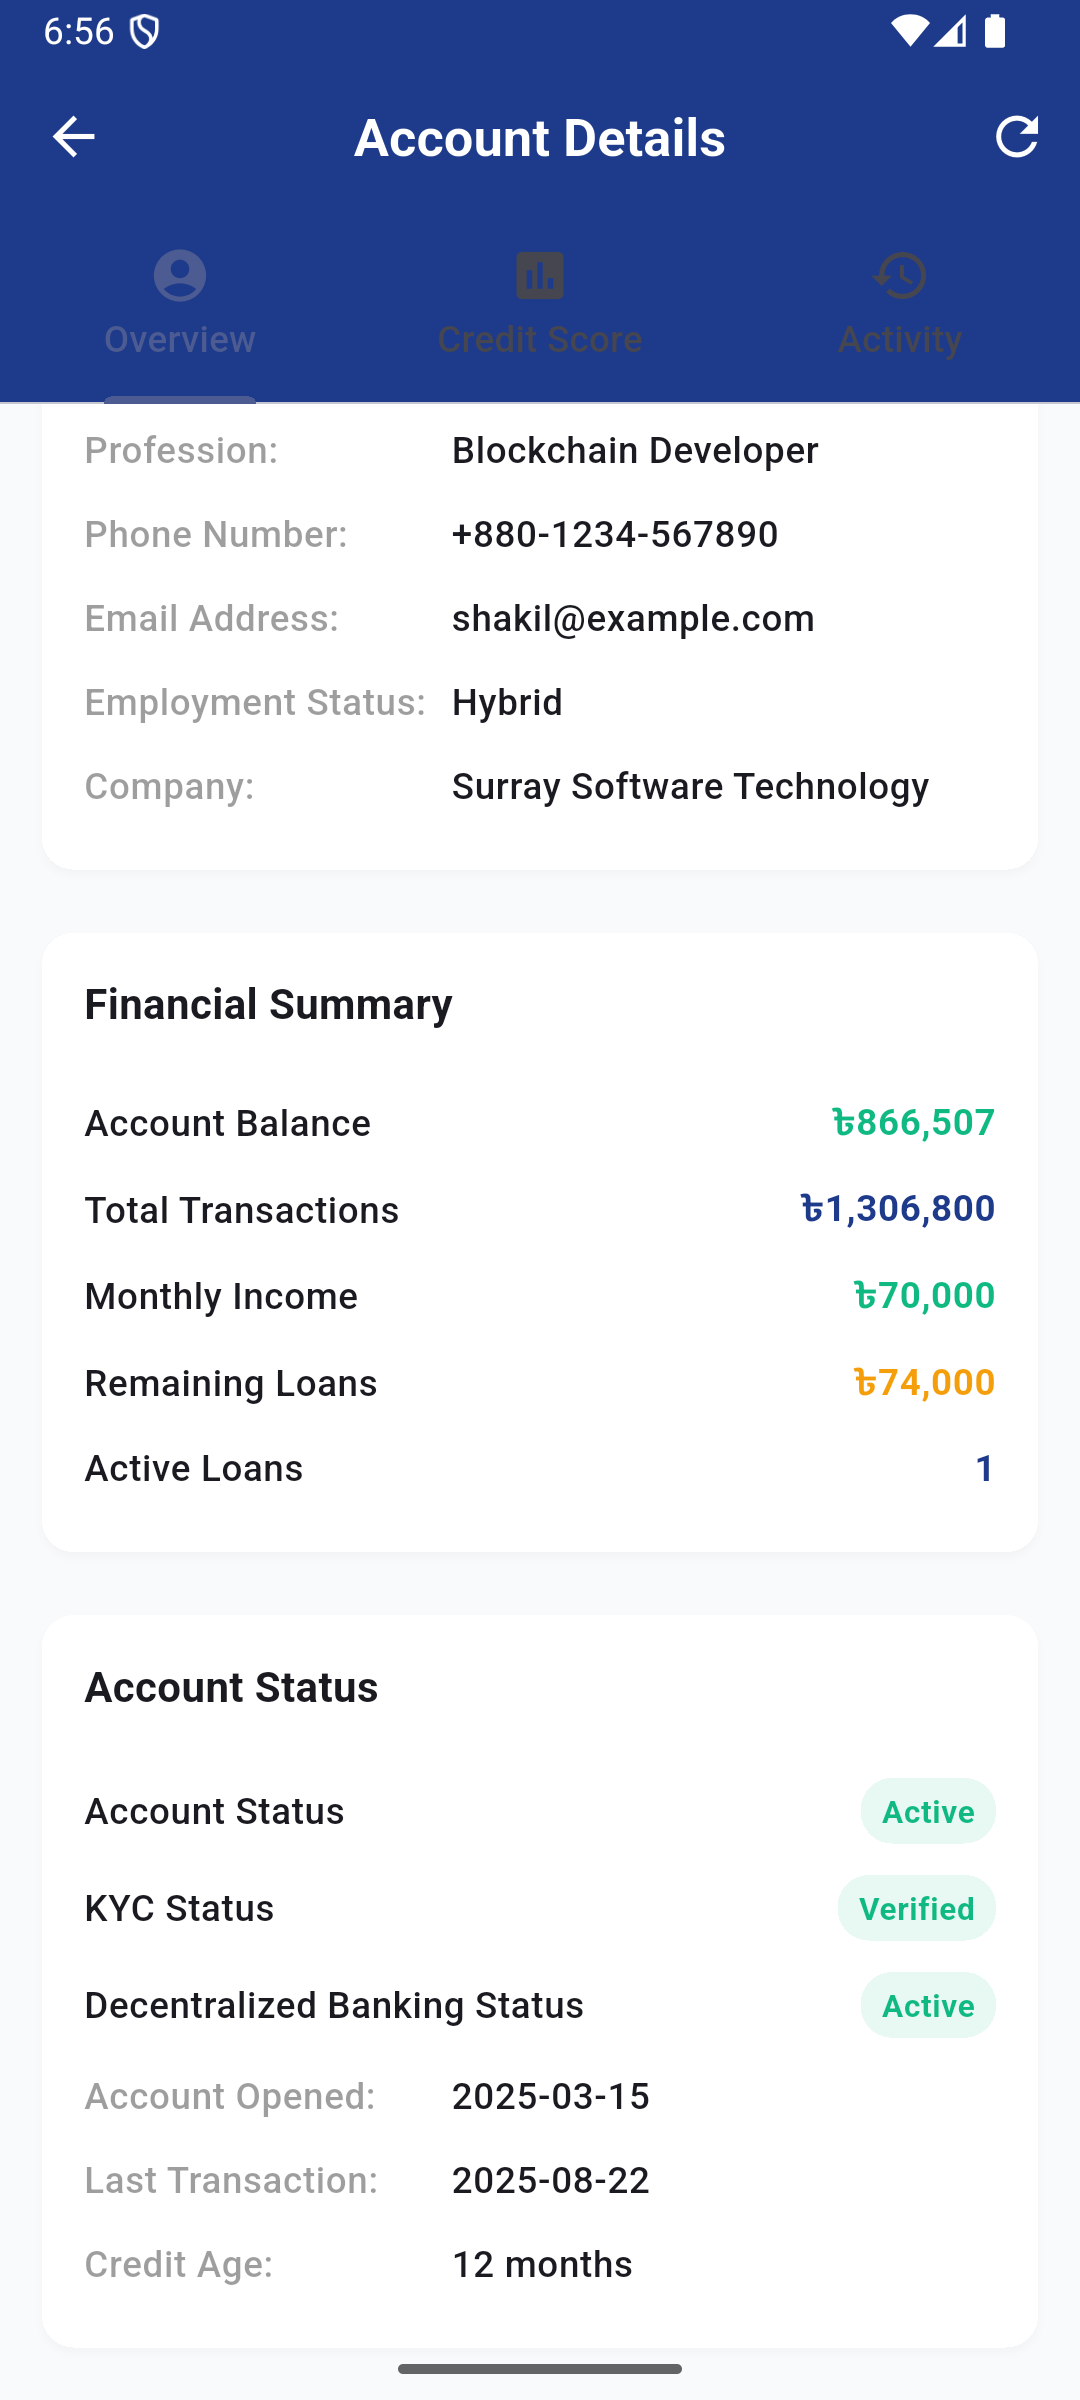 6:56
Account Details
Overview
Credit Score
Activity
Profession: Blockchain Developer
Phone Number: +880-1234-567890
Email Address: shakil@example.com
Employment Status: Hybrid
Company: Surray Software Technology
Financial Summary
Account Balance ৳866,507
Total Transactions ৳1,306,800
Monthly Income ৳70,000
Remaining Loans ৳74,000
Active Loans 1
Account Status
Account Status Active
KYC Status Verified
Decentralized Banking Status Active
Account Opened: 2025-03-15
Last Transaction: 2025-08-22
Credit Age: 12 months